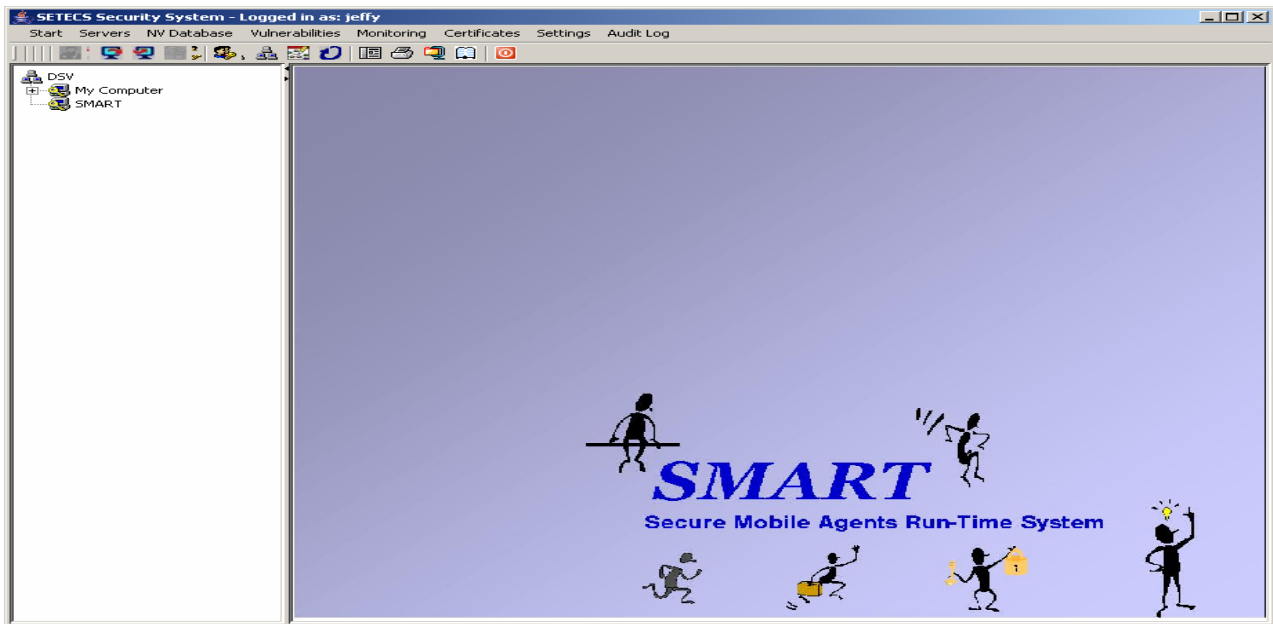 SETECS Security System - Logged in as: jeffy
Start Servers NV Database Vulnerabilities Monitoring Certificates Settings Audit Log
DSV
My Computer
SMART
SMART
Secure Mobile Agents Run-Time System